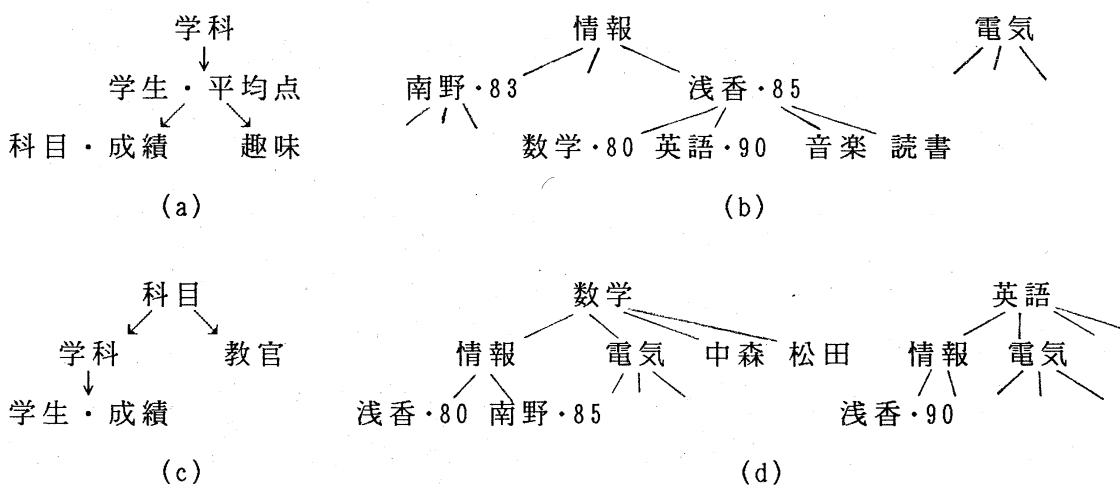 学科 情報 電気
学生・平均点 南野・83 浅香・85
科目・成績 趣味 数学・80 英語・90 音楽 読書
(a) (b)
科目 数学 英語
学科 教官 情報 電気 中森 松田 情報 電気
学生・成績 浅香・80 南野・85 浅香・90
(c) (d)